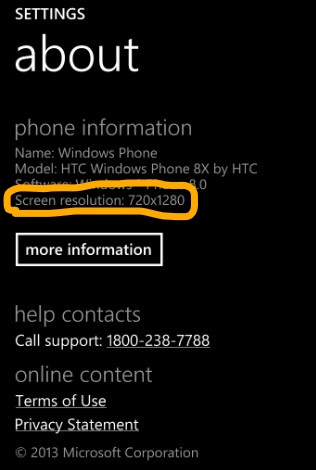 SETTINGS
about
phone information
Name: Windows Phone
Model: HTC Windows Phone 8X by HTC
Software: Windows Phone 8.0
Screen resolution: 720x1280
more information
help contacts
Call support: 1800-238-7788
online content
Terms of Use
Privacy Statement
© 2013 Microsoft Corporation